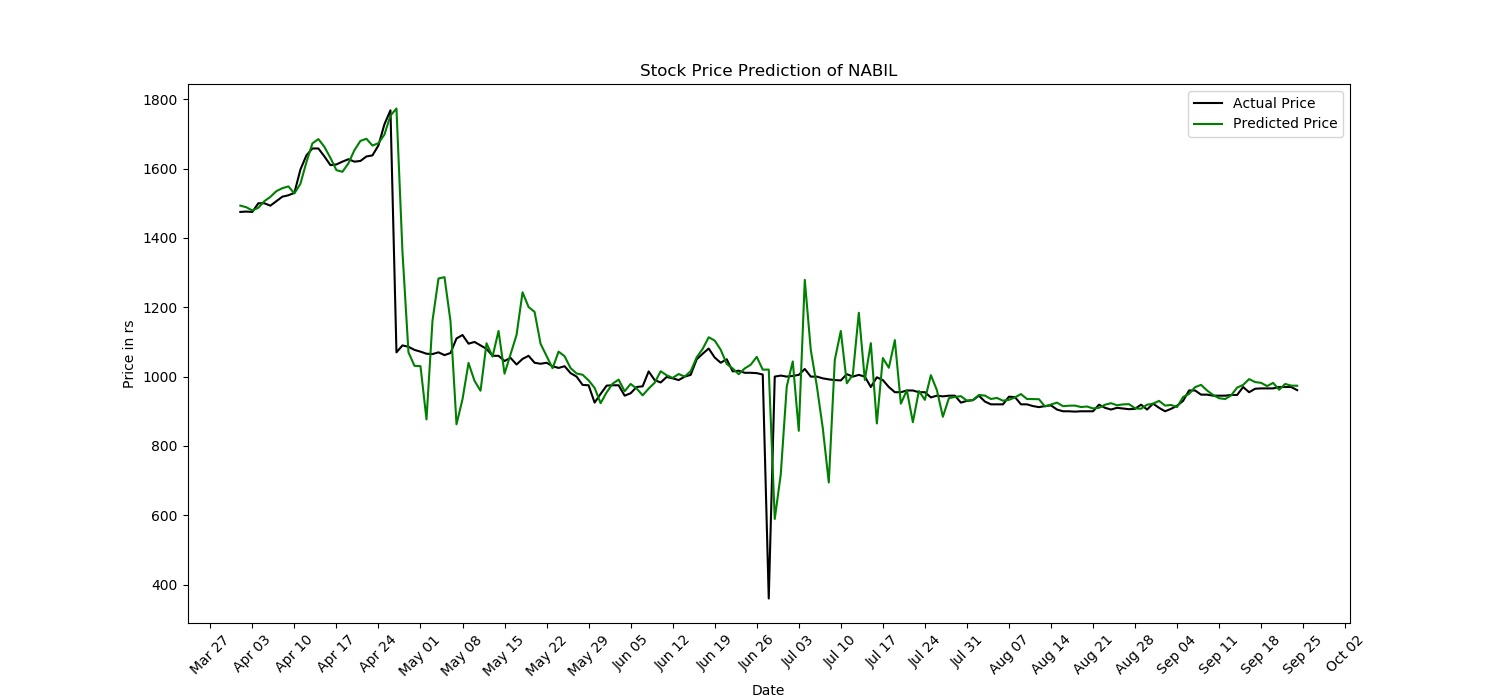 Stock Price Prediction of NABIL
Actual Price
Predicted Price
Price in rs
1800
1600
1400
1200
1000
800
600
400
Mar 27
Apr 03
Apr 10
Apr 17
Apr 24
May 01
May 08
May 15
May 22
May 29
Jun 05
Jun 12
Jun 19
Jun 26
Jul 03
Jul 10
Jul 17
Jul 24
Jul 31
Aug 07
Aug 14
Aug 21
Aug 28
Sep 04
Sep 11
Sep 18
Sep 25
Oct 02
Date